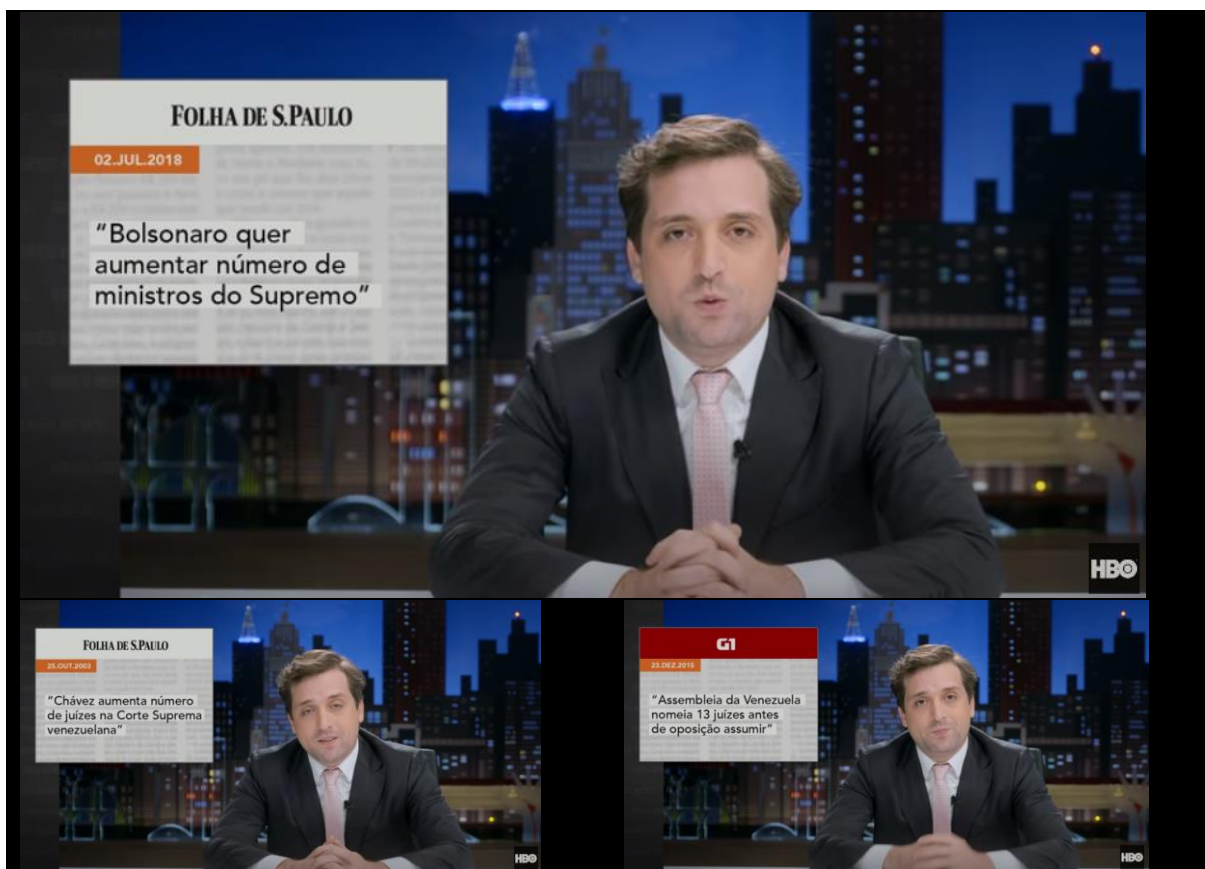 FOLHA DE S.PAULO
02.JUL.2018
“Bolsonaro quer
aumentar número de
ministros do Supremo”
HBO
FOLHA DE S.PAULO
25.OUT.2003
“Chávez aumenta número
de juízes na Corte Suprema
venezuelana”
HBO
G1
23.DEZ.2015
“Assembleia da Venezuela
nomeia 13 juízes antes
de oposição assumir”
HBO